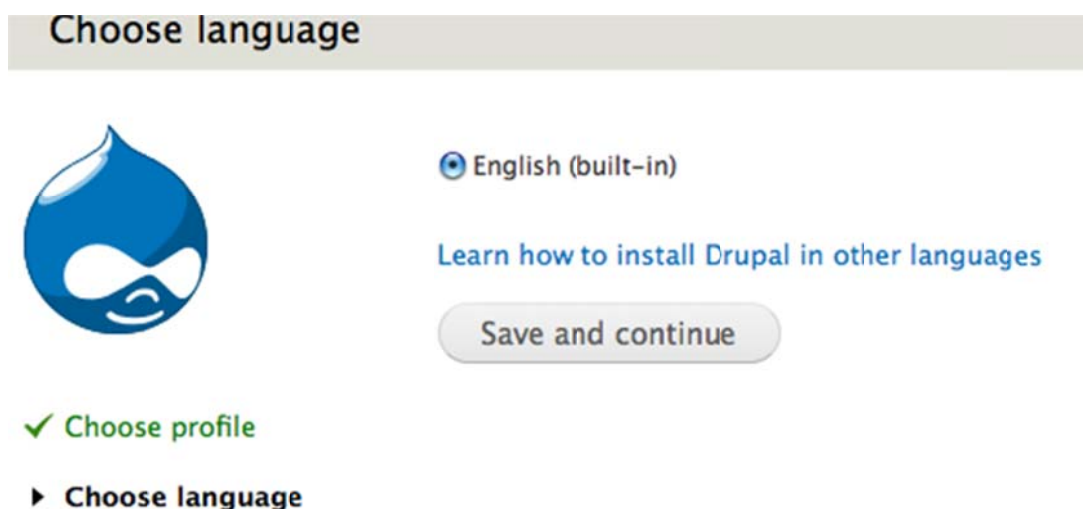 Choose language
English (built-in)
Learn how to install Drupal in other languages
Save and continue
Choose profile
Choose language